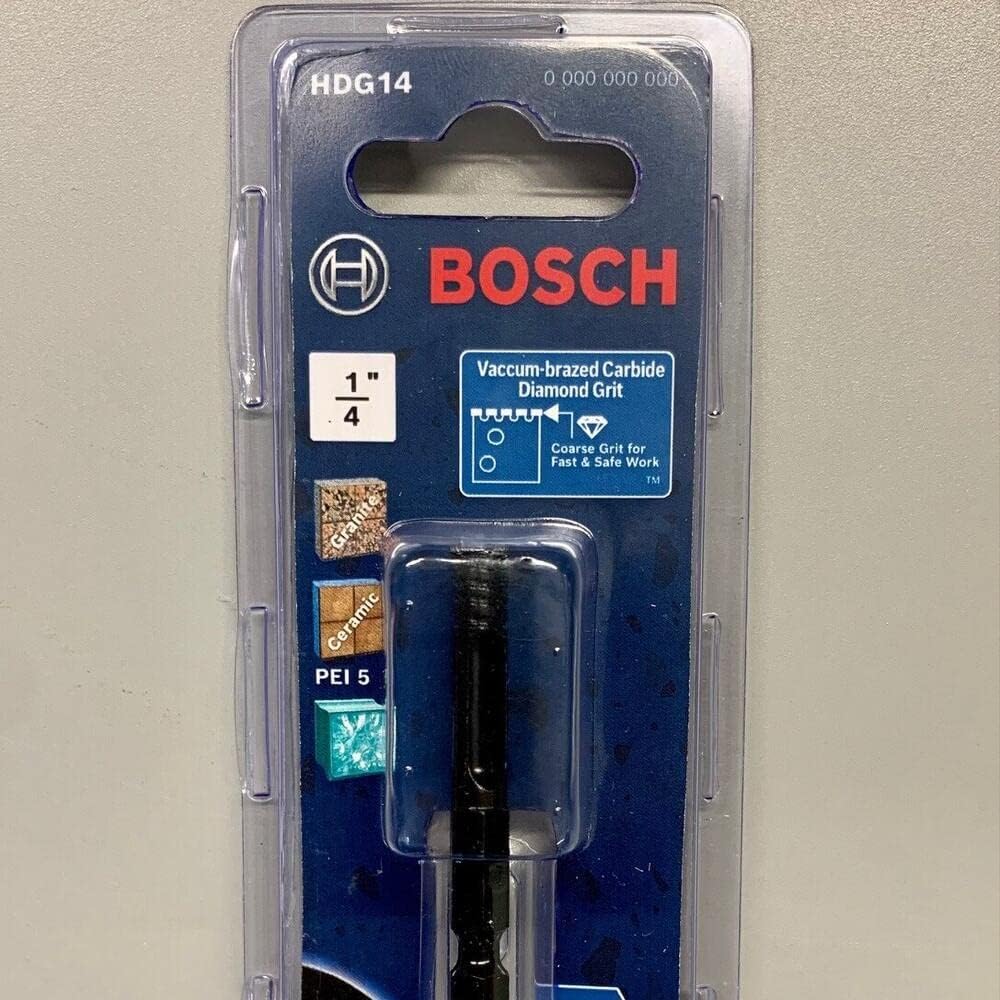 HDG14
0 000 000 000
BOSCH
1"
4
Vaccum-brazed Carbide
Diamond Grit
Coarse Grit for
Fast & Safe Work
TM
Granite
Ceramic
PEI 5